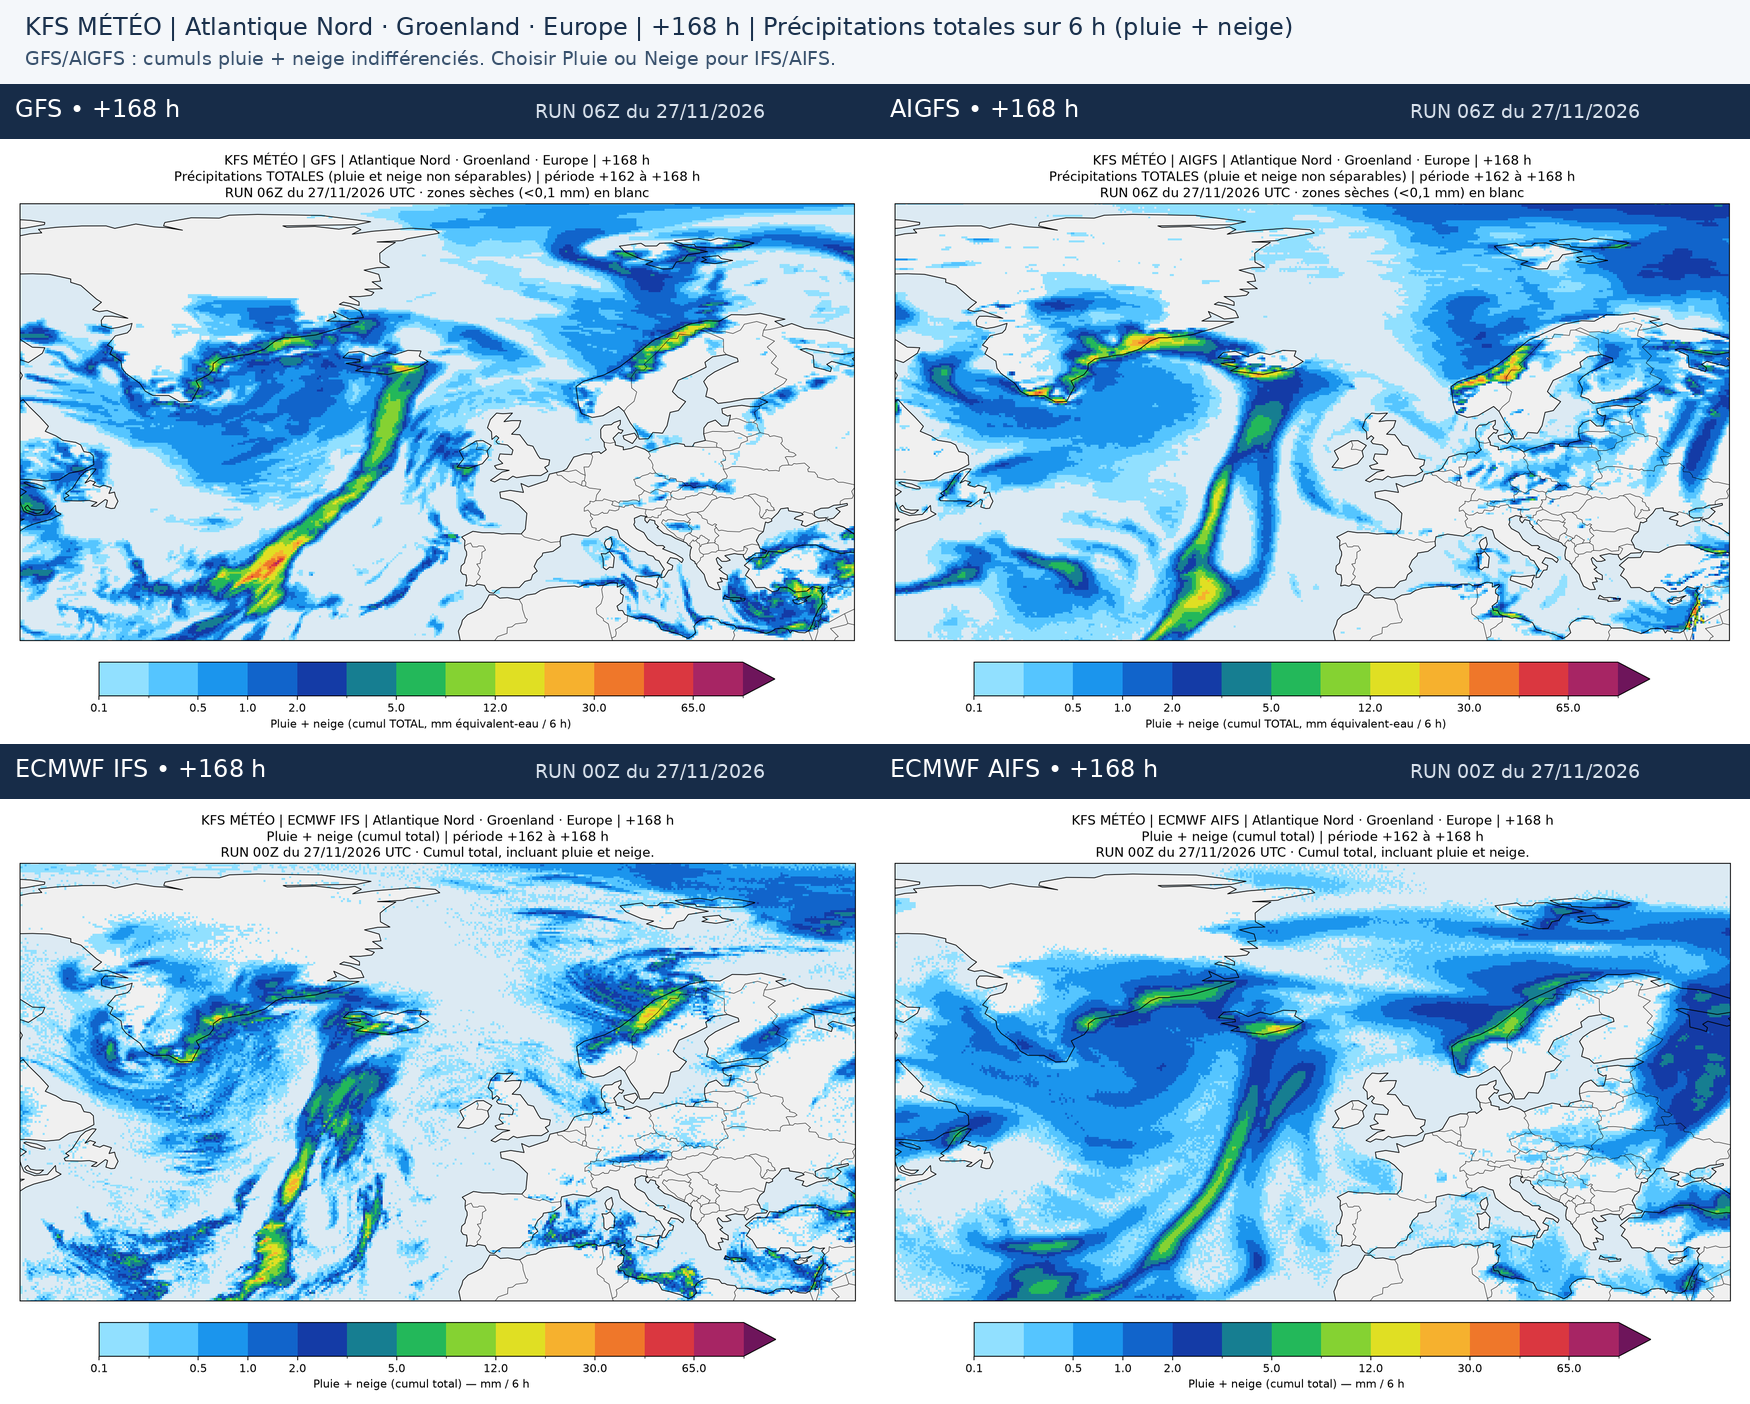 KFS MÉTÉO | Atlantique Nord · Groenland · Europe | +168 h | Précipitations totales sur 6 h (pluie + neige)
GFS/AIGFS : cumuls pluie + neige indifférenciés. Choisir Pluie ou Neige pour IFS/AIFS.
GFS • +168 h RUN 06Z du 27/11/2026
KFS MÉTÉO | GFS | Atlantique Nord · Groenland · Europe | +168 h
Précipitations TOTALES (pluie et neige non séparables) | période +162 à +168 h
RUN 06Z du 27/11/2026 UTC · zones sèches (<0,1 mm) en blanc
0.1 0.5 1.0 2.0 5.0 12.0 30.0 65.0
Pluie + neige (cumul TOTAL, mm équivalent-eau / 6 h)
AIGFS • +168 h RUN 06Z du 27/11/2026
KFS MÉTÉO | AIGFS | Atlantique Nord · Groenland · Europe | +168 h
Précipitations TOTALES (pluie et neige non séparables) | période +162 à +168 h
RUN 06Z du 27/11/2026 UTC · zones sèches (<0,1 mm) en blanc
0.1 0.5 1.0 2.0 5.0 12.0 30.0 65.0
Pluie + neige (cumul TOTAL, mm équivalent-eau / 6 h)
ECMWF IFS • +168 h RUN 00Z du 27/11/2026
KFS MÉTÉO | ECMWF IFS | Atlantique Nord · Groenland · Europe | +168 h
Pluie + neige (cumul total) | période +162 à +168 h
RUN 00Z du 27/11/2026 UTC · Cumul total, incluant pluie et neige.
0.1 0.5 1.0 2.0 5.0 12.0 30.0 65.0
Pluie + neige (cumul total) — mm / 6 h
ECMWF AIFS • +168 h RUN 00Z du 27/11/2026
KFS MÉTÉO | ECMWF AIFS | Atlantique Nord · Groenland · Europe | +168 h
Pluie + neige (cumul total) | période +162 à +168 h
RUN 00Z du 27/11/2026 UTC · Cumul total, incluant pluie et neige.
0.1 0.5 1.0 2.0 5.0 12.0 30.0 65.0
Pluie + neige (cumul total) — mm / 6 h